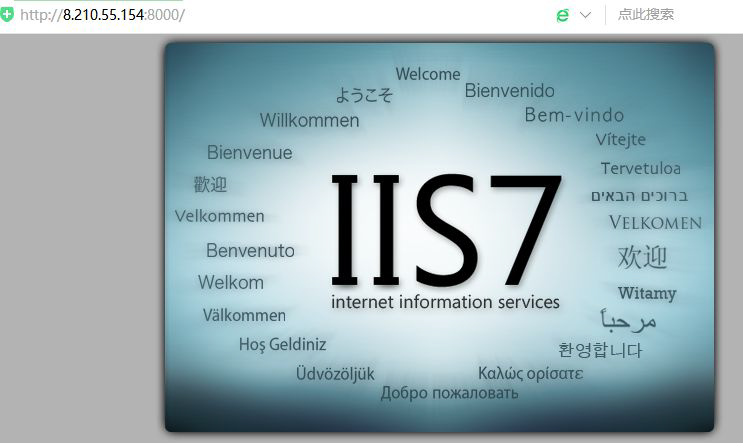 http://8.210.55.154:8000/
点此搜索
Welcome
Bienvenido
ようこそ
Bem-vindo
Willkommen
Vítejte
Bienvenue
Tervetuloa
歡迎
ברוכים הבאים
Velkommen
VELKOMEN
IIS7
Benvenuto
欢迎
Welkom
Witamy
internet information services
Välkommen
مرحباً
Hoş Geldiniz
환영합니다
Üdvözöljük
Καλώς ορίσατε
Добро пожаловать